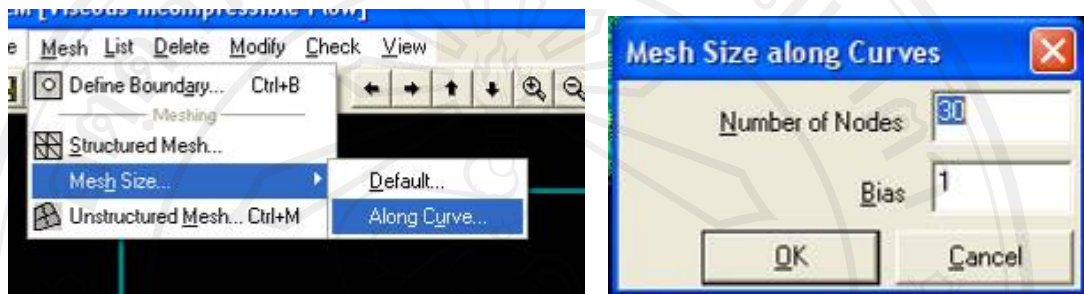 [Viscous Incompressible Flow]
Mesh List Delete Modify Check View
Define Boundary... Ctrl+B
Meshing
Structured Mesh...
Mesh Size...
Default...
Along Curve...
Unstructured Mesh... Ctrl+M
Mesh Size along Curves
Number of Nodes 30
Bias 1
OK Cancel